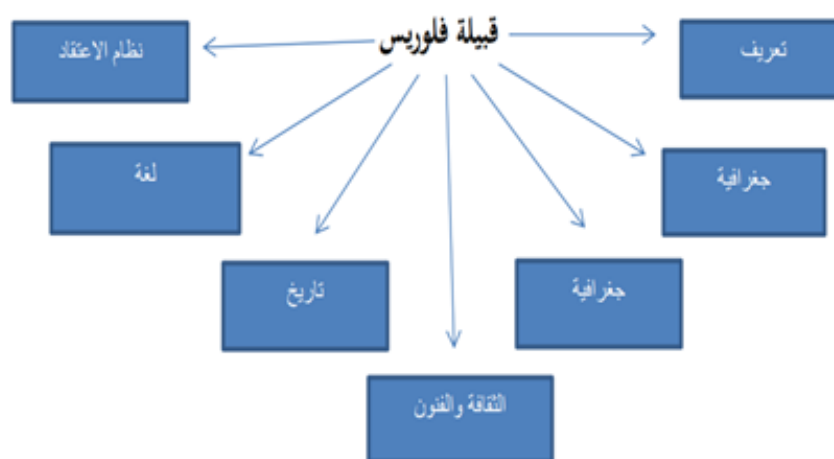 قبيلة فلوريس
تعريف
نظام الاعتقاد
جغرافية
لغة
جغرافية
تاريخ
الثقافة والفنون